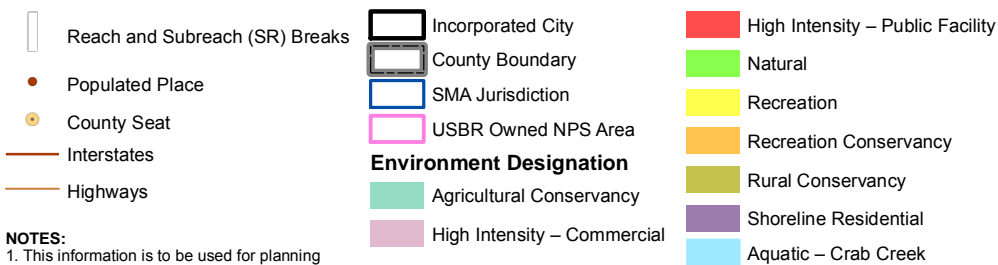 Reach and Subreach (SR) Breaks
Populated Place
County Seat
Interstates
Highways
NOTES:
1. This information is to be used for planning
Incorporated City
County Boundary
SMA Jurisdiction
USBR Owned NPS Area
Environment Designation
Agricultural Conservancy
High Intensity – Commercial
High Intensity – Public Facility
Natural
Recreation
Recreation Conservancy
Rural Conservancy
Shoreline Residential
Aquatic – Crab Creek